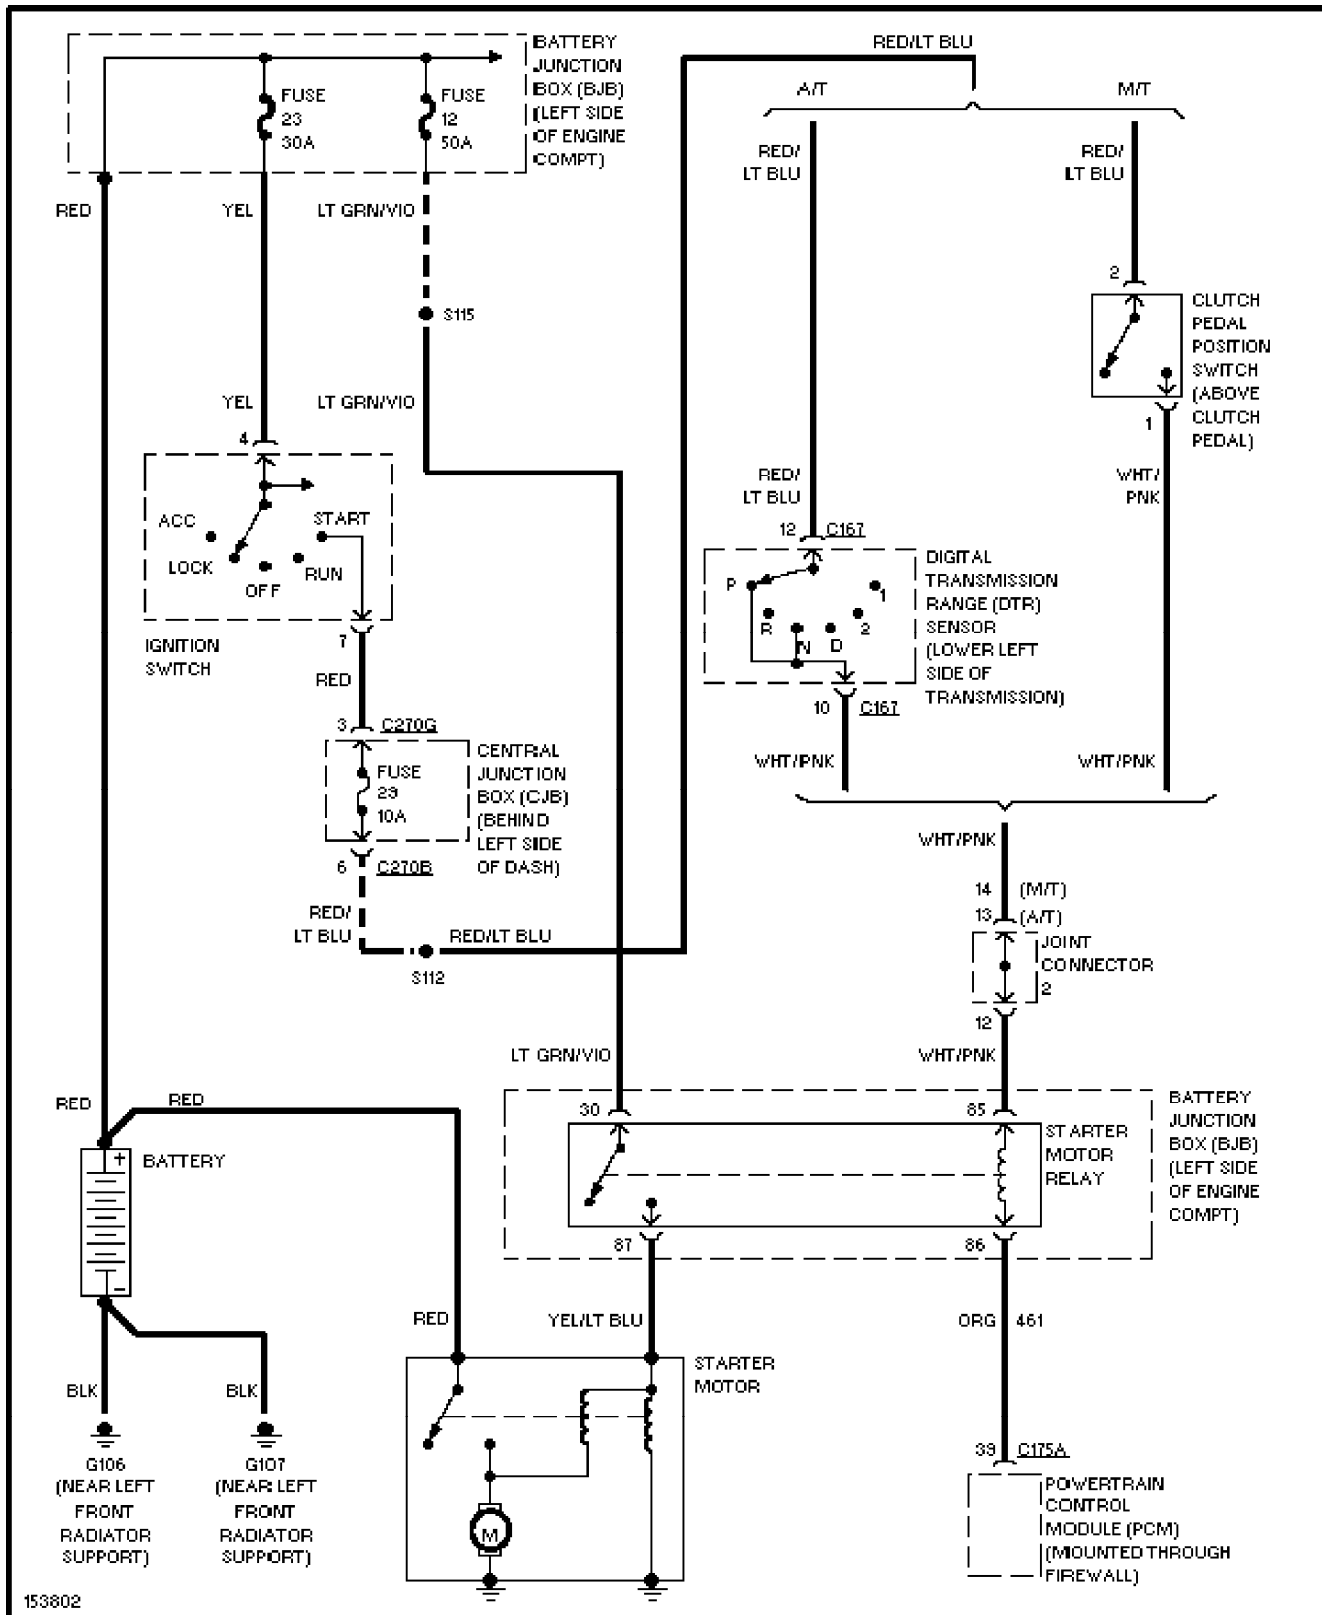 BATTERY
JUNCTION
BOX (BJB)
(LEFT SIDE
OF ENGINE
COMPT)
FUSE
23
30A
FUSE
12
50A
RED
YEL
LT GRN/VIO
S115
YEL
LT GRN/VIO
4
ACC
LOCK
OFF
RUN
START
IGNITION
SWITCH
7
RED
3 C270G
FUSE
29
10A
CENTRAL
JUNCTION
BOX (CJB)
(BEHIND
LEFT SIDE
OF DASH)
6 C270B
RED/
LT BLU
RED/LT BLU
S112
RED/LT BLU
A/T
M/T
RED/
LT BLU
RED/
LT BLU
2
CLUTCH
PEDAL
POSITION
SWITCH
(ABOVE
CLUTCH
PEDAL)
1
RED/
LT BLU
WHT/
PNK
12 C167
P
R
N
D
2
1
DIGITAL
TRANSMISSION
RANGE (DTR)
SENSOR
(LOWER LEFT
SIDE OF
TRANSMISSION)
10 C167
WHT/PNK
WHT/PNK
WHT/PNK
14 (M/T)
13 (A/T)
JOINT
CONNECTOR
2
12
LT GRN/VIO
WHT/PNK
RED
RED
BATTERY
+
-
30
85
STARTER
MOTOR
RELAY
BATTERY
JUNCTION
BOX (BJB)
(LEFT SIDE
OF ENGINE
COMPT)
87
86
RED
YEL/LT BLU
ORG 461
STARTER
MOTOR
M
BLK
BLK
G106
(NEAR LEFT
FRONT
RADIATOR
SUPPORT)
G107
(NEAR LEFT
FRONT
RADIATOR
SUPPORT)
39 C175A
POWERTRAIN
CONTROL
MODULE (PCM)
(MOUNTED THROUGH
FIREWALL)
153802